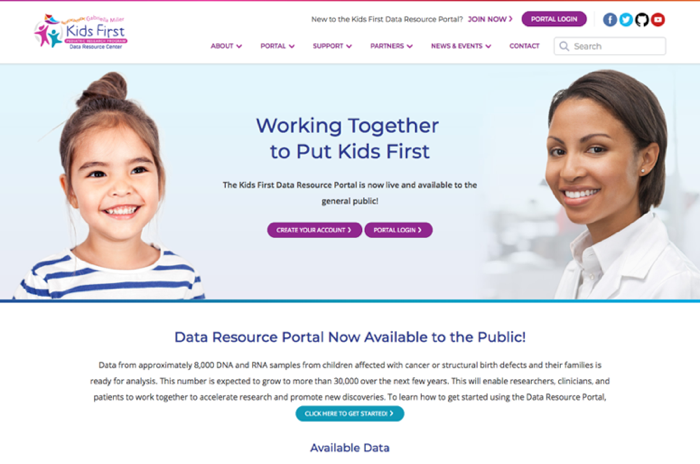 Gabriella Miller
Kids First
PEDIATRIC RESEARCH PROGRAM
Data Resource Center
New to the Kids First Data Resource Portal? JOIN NOW ❯ PORTAL LOGIN ❯
ABOUT PORTAL SUPPORT PARTNERS NEWS & EVENTS CONTACT Search
Working Together
to Put Kids First
The Kids First Data Resource Portal is now live and available to the
general public!
CREATE YOUR ACCOUNT ❯ PORTAL LOGIN ❯
Data Resource Portal Now Available to the Public!
Data from approximately 8,000 DNA and RNA samples from children affected with cancer or structural birth defects and their families is
ready for analysis. This number is expected to grow to more than 30,000 over the next few years. This will enable researchers, clinicians, and
patients to work together to accelerate research and promote new discoveries. To learn how to get started using the Data Resource Portal,
CLICK HERE TO GET STARTED! ❯
Available Data